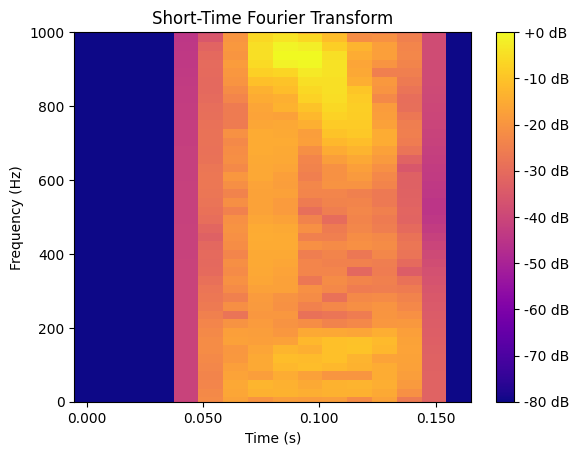 Short-Time Fourier Transform
1000
800
600
400
200
0
Frequency (Hz)
0.000
0.050
0.100
0.150
Time (s)
+0 dB
-10 dB
-20 dB
-30 dB
-40 dB
-50 dB
-60 dB
-70 dB
-80 dB